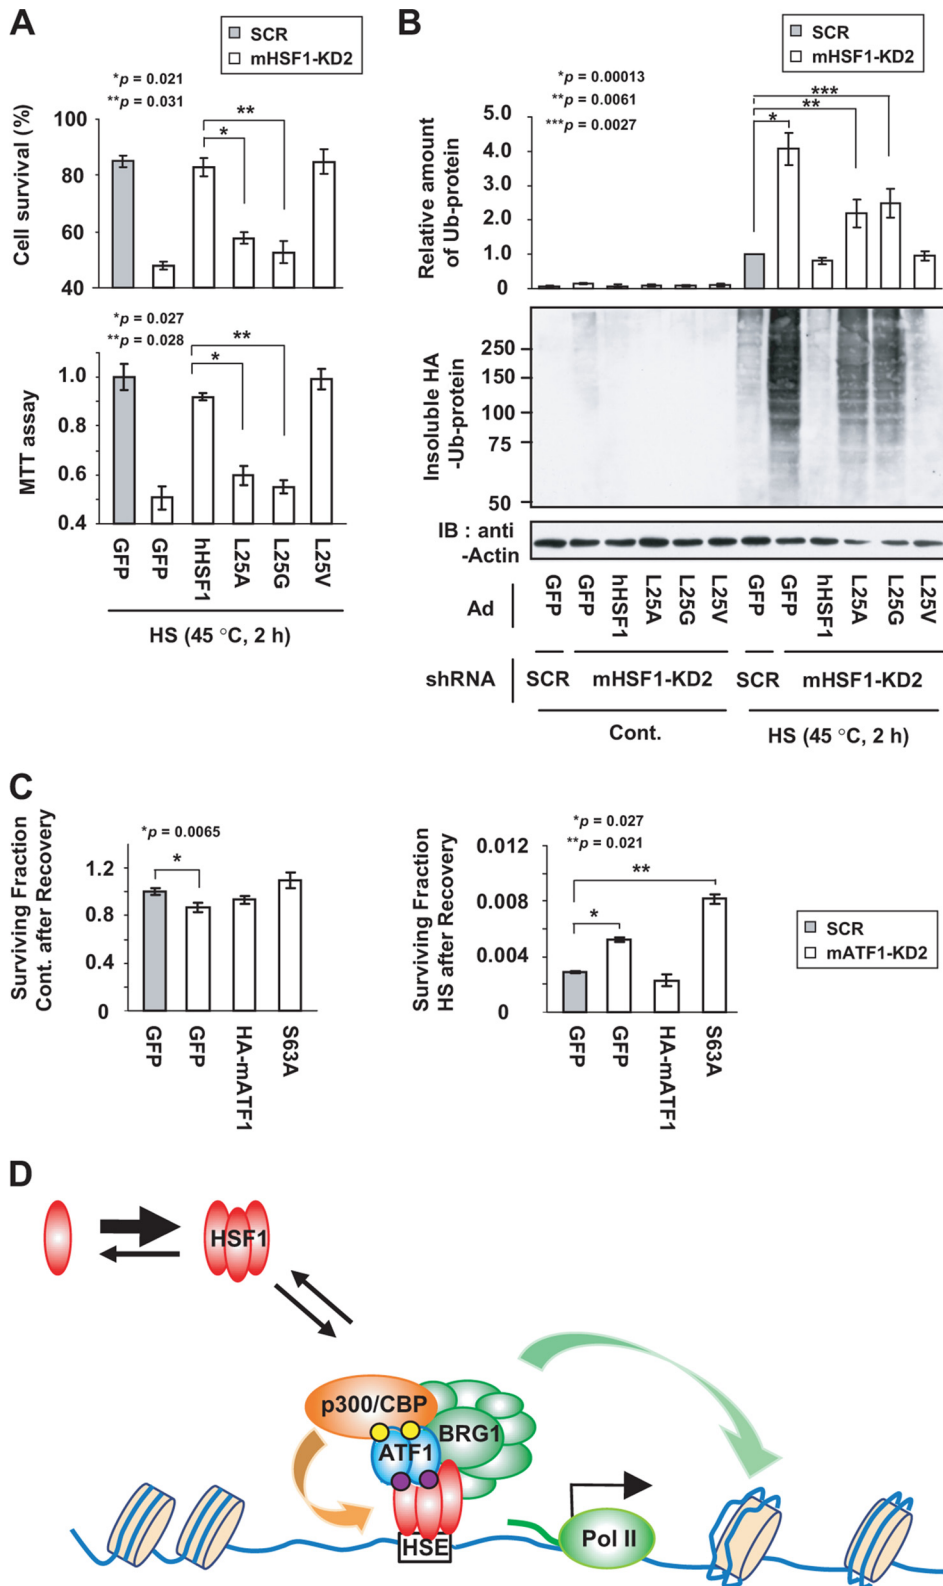 A
SCR
mHSF1-KD2
*p = 0.021
**p = 0.031
Cell survival (%)
100
80
60
40
*
**
*p = 0.027
**p = 0.028
MTT assay
1.0
0.8
0.6
0.4
*
**
GFP
GFP
hHSF1
L25A
L25G
L25V
HS (45 °C, 2 h)
B
SCR
mHSF1-KD2
*p = 0.00013
**p = 0.0061
***p = 0.0027
Relative amount
of Ub-protein
5.0
4.0
3.0
2.0
1.0
0
*
**
***
Insoluble HA
-Ub-protein
250
150
100
75
50
IB : anti
-Actin
Ad
GFP
GFP
hHSF1
L25A
L25G
L25V
GFP
GFP
hHSF1
L25A
L25G
L25V
shRNA
SCR
mHSF1-KD2
SCR
mHSF1-KD2
Cont.
HS (45 °C, 2 h)
C
*p = 0.0065
Surviving Fraction
Cont. after Recovery
1.2
0.8
0.4
0
*
GFP
GFP
HA-mATF1
S63A
*p = 0.027
**p = 0.021
Surviving Fraction
HS after Recovery
0.012
0.008
0.004
0
*
**
GFP
GFP
HA-mATF1
S63A
SCR
mATF1-KD2
D
HSF1
p300/CBP
BRG1
ATF1
HSE
Pol II